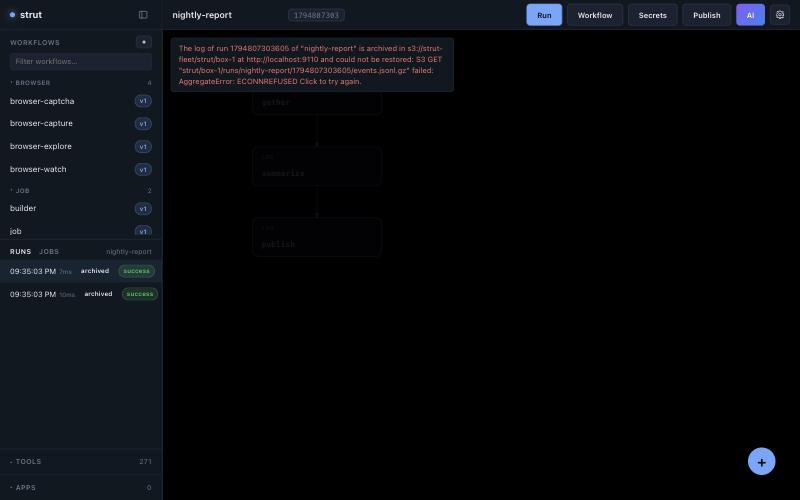 strut
nightly-report
1794807303
Run
Workflow
Secrets
Publish
AI
WORKFLOWS
Filter workflows...
BROWSER 4
browser-captcha v1
browser-capture v1
browser-explore v1
browser-watch v1
JOB 2
builder v1
job v1
RUNS JOBS nightly-report
09:35:03 PM 7ms archived success
09:35:03 PM 10ms archived success
TOOLS 271
APPS 0
The log of run 1794807303605 of "nightly-report" is archived in s3://strut-
fleet/strut/box-1 at http://localhost:9110 and could not be restored: S3 GET
"strut/box-1/runs/nightly-report/1794807303605/events.jsonl.gz" failed:
AggregateError: ECONNREFUSED Click to try again.
gather
summarize
publish
+